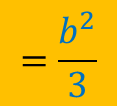 = b²/3